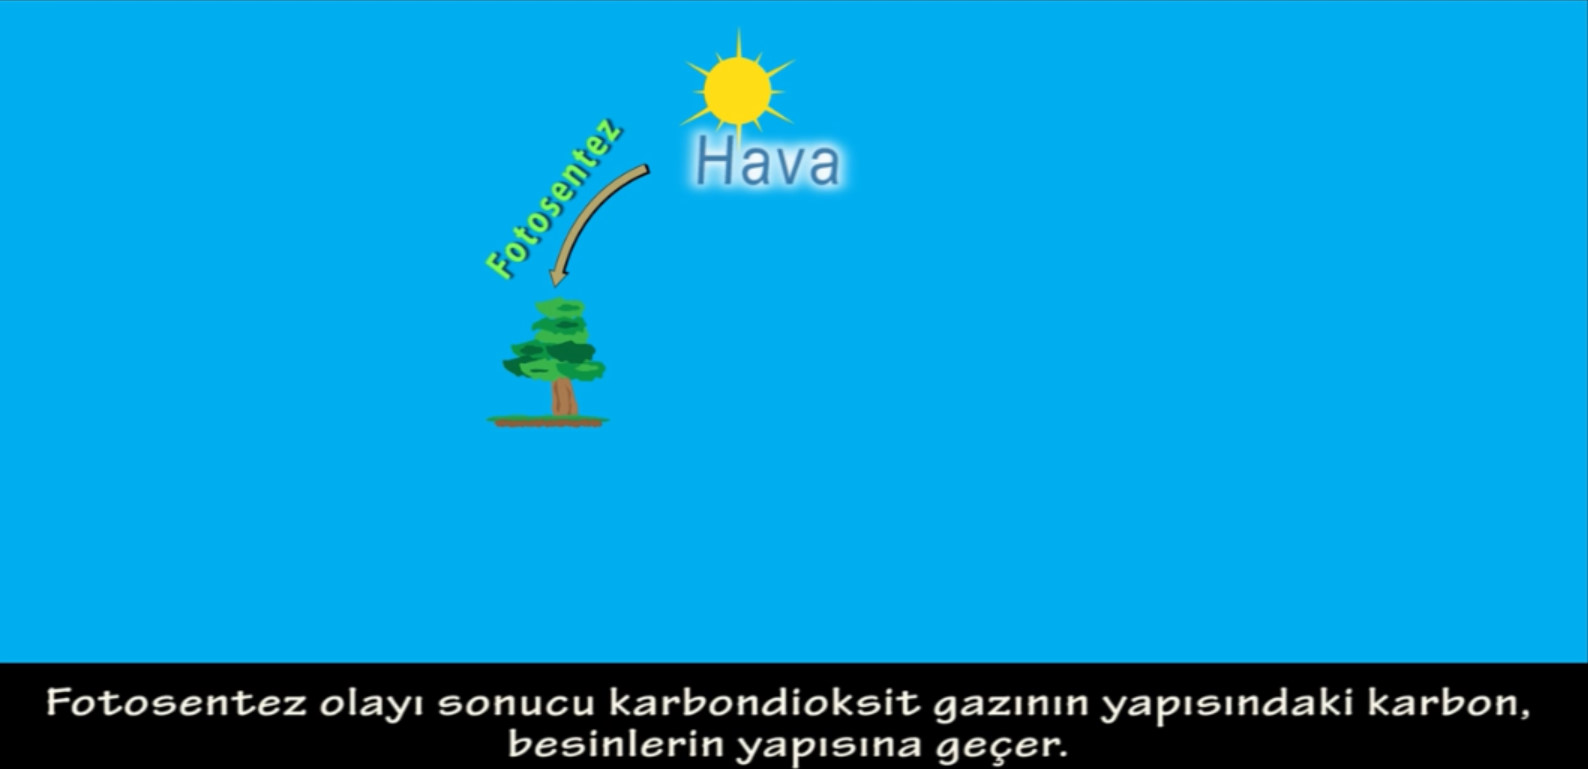 Hava
Fotosentez
Fotosentez olayı sonucu karbondioksit gazının yapısındaki karbon,
besinlerin yapısına geçer.